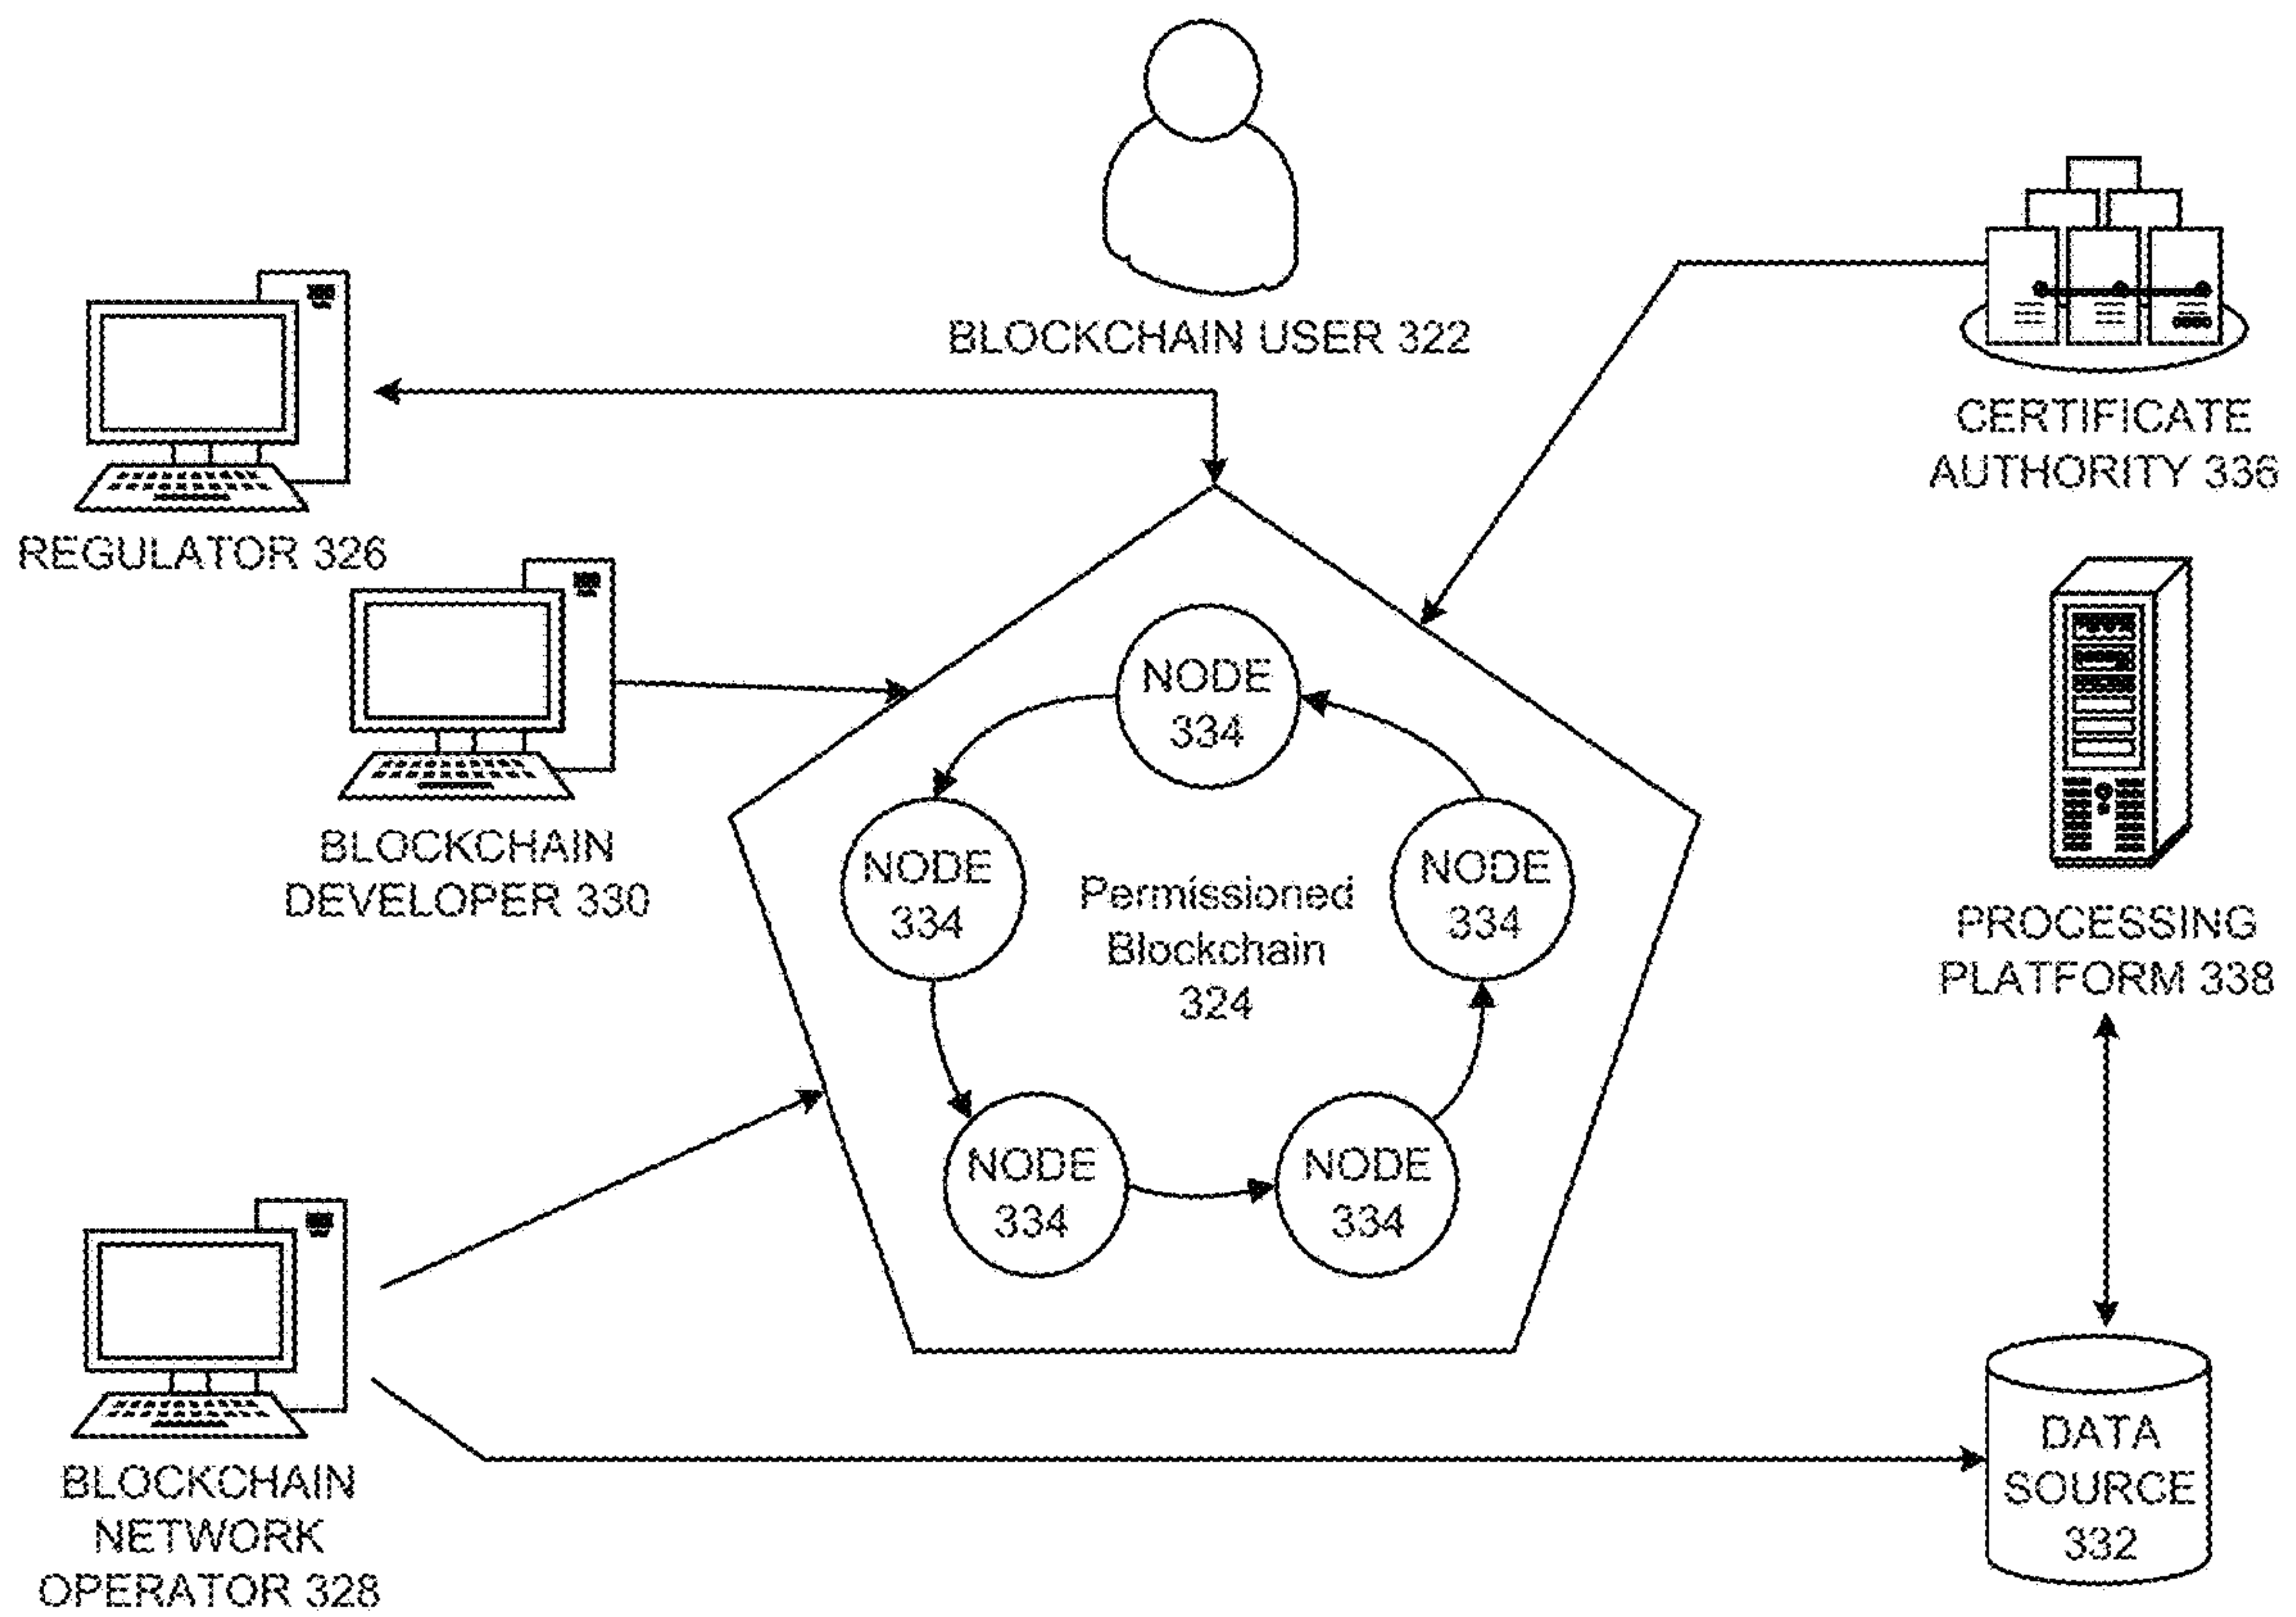 BLOCKCHAIN USER 322
CERTIFICATE
AUTHORITY 336
REGULATOR 326
BLOCKCHAIN
DEVELOPER 330
NODE
334
NODE
334
Permissioned
Blockchain
324
NODE
334
NODE
334
NODE
334
PROCESSING
PLATFORM 338
BLOCKCHAIN
NETWORK
OPERATOR 328
DATA
SOURCE
332